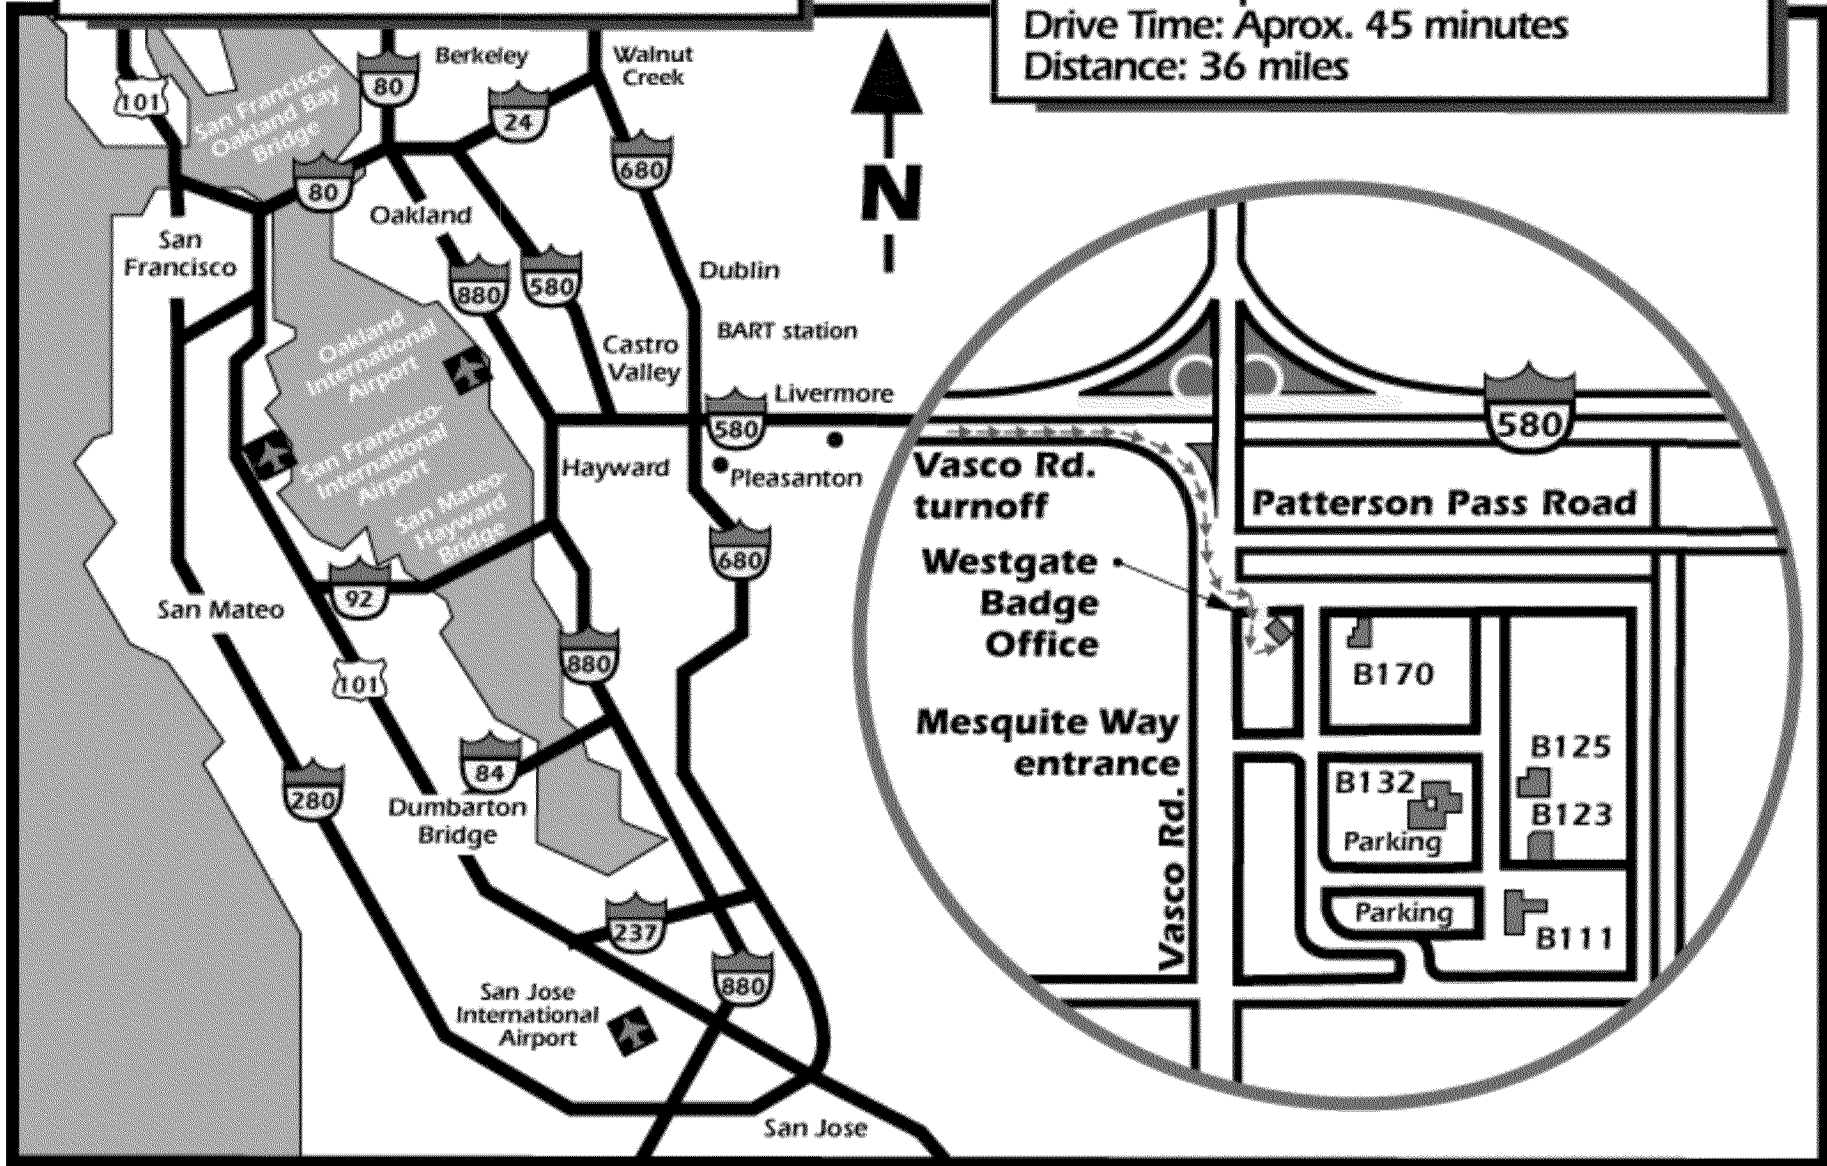 Drive Time: Aprox. 45 minutes
Distance: 36 miles
Berkeley
Walnut
Creek
101
80
24
San Francisco-
Oakland Bay
Bridge
680
80
Oakland
N
San
Francisco
Dublin
880
580
BART station
Oakland
International
Airport
Castro
Valley
Livermore
580
580
San Francisco-
International
Airport
Hayward
Pleasanton
Vasco Rd.
turnoff
Patterson Pass Road
San Mateo-
Hayward
Bridge
680
Westgate
Badge
Office
92
San Mateo
880
101
B170
Mesquite Way
entrance
84
280
Dumbarton
Bridge
B125
B132
B123
Parking
Vasco Rd.
Parking
B111
237
880
San Jose
International
Airport
San Jose